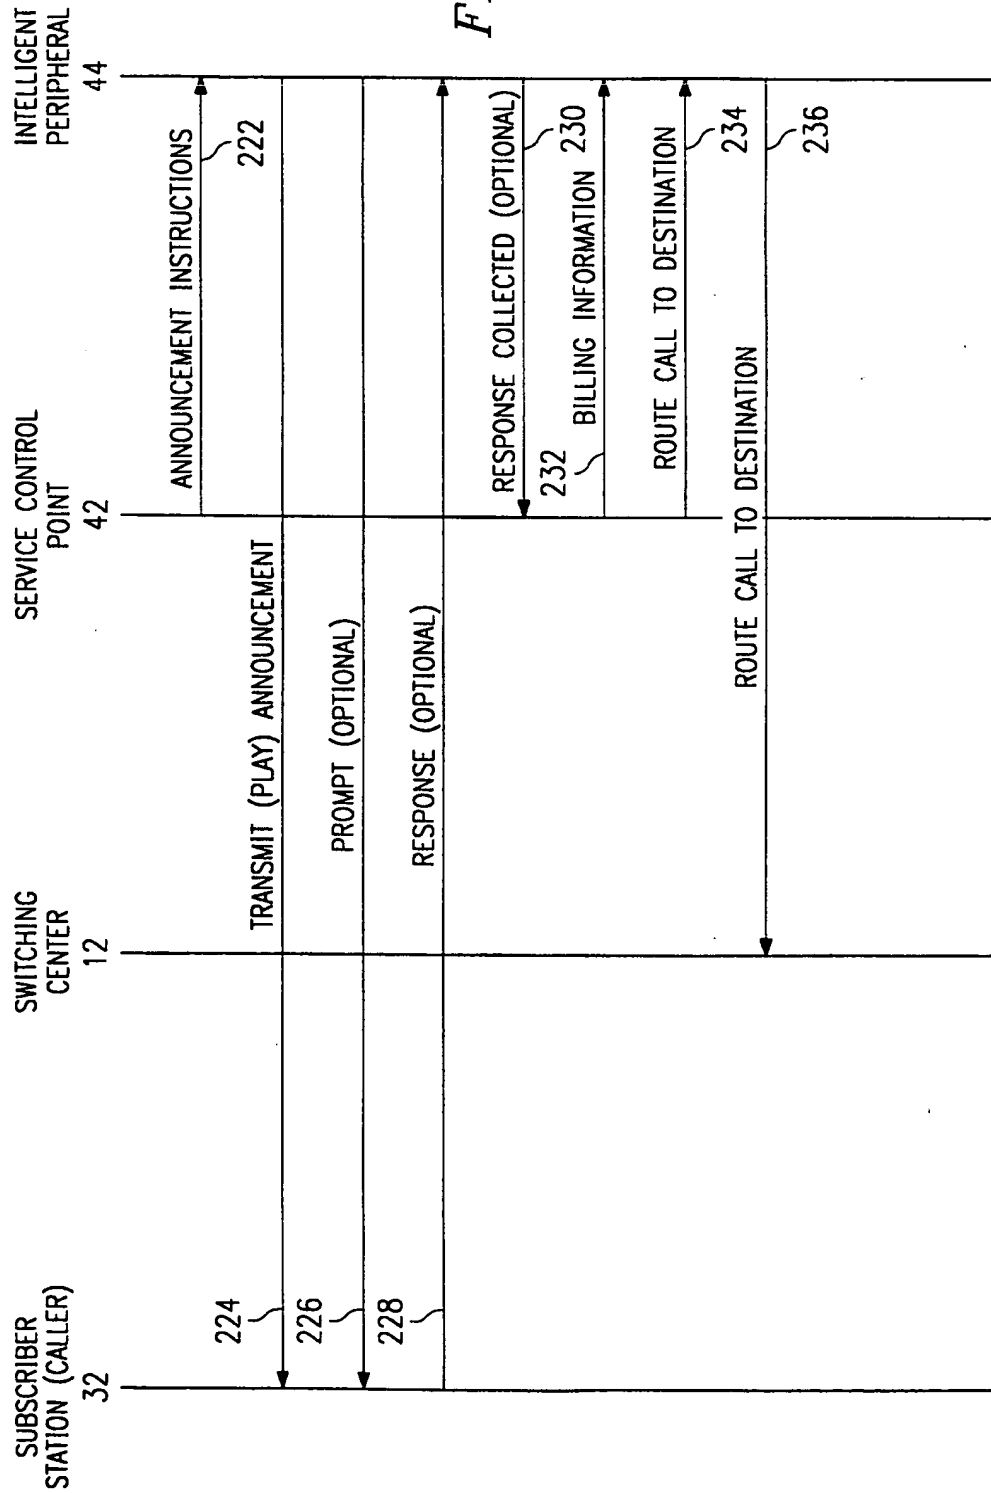 SUBSCRIBER
STATION (CALLER)
32
SWITCHING
CENTER
12
SERVICE CONTROL
POINT
42
INTELLIGENT
PERIPHERAL
44
ANNOUNCEMENT INSTRUCTIONS
222
TRANSMIT (PLAY) ANNOUNCEMENT
224
PROMPT (OPTIONAL)
226
RESPONSE (OPTIONAL)
228
RESPONSE COLLECTED (OPTIONAL)
230
232
BILLING INFORMATION
ROUTE CALL TO DESTINATION
234
ROUTE CALL TO DESTINATION
236